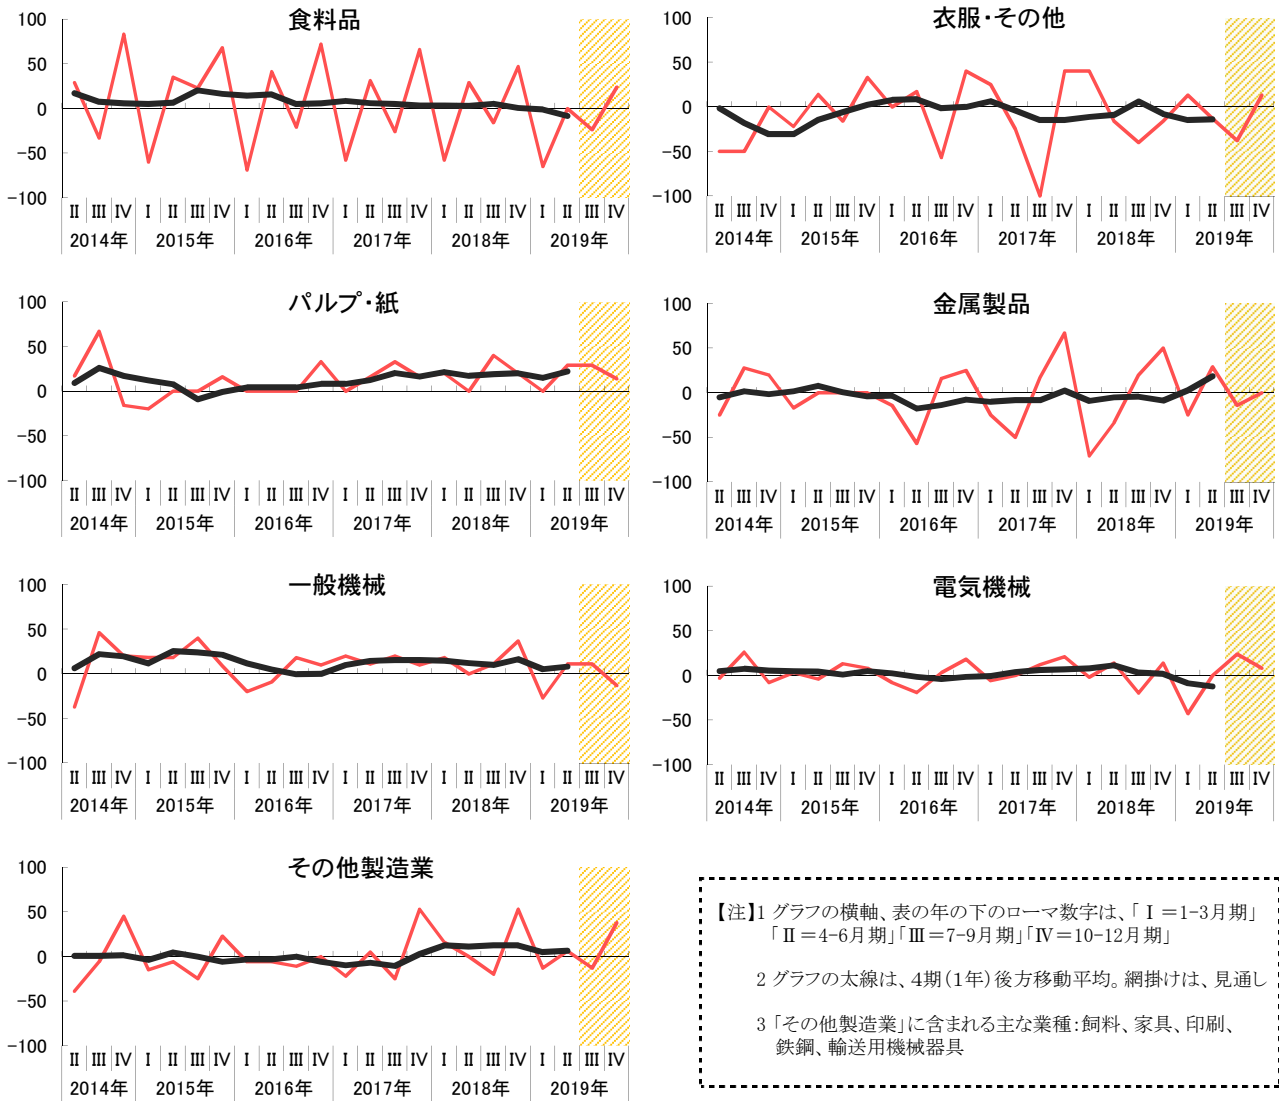 食料品
100
50
0
-50
-100
Ⅱ Ⅲ Ⅳ Ⅰ Ⅱ Ⅲ Ⅳ Ⅰ Ⅱ Ⅲ Ⅳ Ⅰ Ⅱ Ⅲ Ⅳ Ⅰ Ⅱ Ⅲ Ⅳ Ⅰ Ⅱ Ⅲ Ⅳ
2014年 2015年 2016年 2017年 2018年 2019年
衣服・その他
100
50
0
-50
-100
Ⅱ Ⅲ Ⅳ Ⅰ Ⅱ Ⅲ Ⅳ Ⅰ Ⅱ Ⅲ Ⅳ Ⅰ Ⅱ Ⅲ Ⅳ Ⅰ Ⅱ Ⅲ Ⅳ Ⅰ Ⅱ Ⅲ Ⅳ
2014年 2015年 2016年 2017年 2018年 2019年
パルプ・紙
100
50
0
-50
-100
Ⅱ Ⅲ Ⅳ Ⅰ Ⅱ Ⅲ Ⅳ Ⅰ Ⅱ Ⅲ Ⅳ Ⅰ Ⅱ Ⅲ Ⅳ Ⅰ Ⅱ Ⅲ Ⅳ Ⅰ Ⅱ Ⅲ Ⅳ
2014年 2015年 2016年 2017年 2018年 2019年
金属製品
100
50
0
-50
-100
Ⅱ Ⅲ Ⅳ Ⅰ Ⅱ Ⅲ Ⅳ Ⅰ Ⅱ Ⅲ Ⅳ Ⅰ Ⅱ Ⅲ Ⅳ Ⅰ Ⅱ Ⅲ Ⅳ Ⅰ Ⅱ Ⅲ Ⅳ
2014年 2015年 2016年 2017年 2018年 2019年
一般機械
100
50
0
-50
-100
Ⅱ Ⅲ Ⅳ Ⅰ Ⅱ Ⅲ Ⅳ Ⅰ Ⅱ Ⅲ Ⅳ Ⅰ Ⅱ Ⅲ Ⅳ Ⅰ Ⅱ Ⅲ Ⅳ Ⅰ Ⅱ Ⅲ Ⅳ
2014年 2015年 2016年 2017年 2018年 2019年
電気機械
100
50
0
-50
-100
Ⅱ Ⅲ Ⅳ Ⅰ Ⅱ Ⅲ Ⅳ Ⅰ Ⅱ Ⅲ Ⅳ Ⅰ Ⅱ Ⅲ Ⅳ Ⅰ Ⅱ Ⅲ Ⅳ Ⅰ Ⅱ Ⅲ Ⅳ
2014年 2015年 2016年 2017年 2018年 2019年
その他製造業
100
50
0
-50
-100
Ⅱ Ⅲ Ⅳ Ⅰ Ⅱ Ⅲ Ⅳ Ⅰ Ⅱ Ⅲ Ⅳ Ⅰ Ⅱ Ⅲ Ⅳ Ⅰ Ⅱ Ⅲ Ⅳ Ⅰ Ⅱ Ⅲ Ⅳ
2014年 2015年 2016年 2017年 2018年 2019年
【注】1 グラフの横軸、表の年の下のローマ数字は、「Ⅰ=1-3月期」
「Ⅱ=4-6月期」「Ⅲ=7-9月期」「Ⅳ=10-12月期」
2 グラフの太線は、4期(1年)後方移動平均。網掛けは、見通し
3 「その他製造業」に含まれる主な業種:飼料、家具、印刷、
鉄鋼、輸送用機械器具